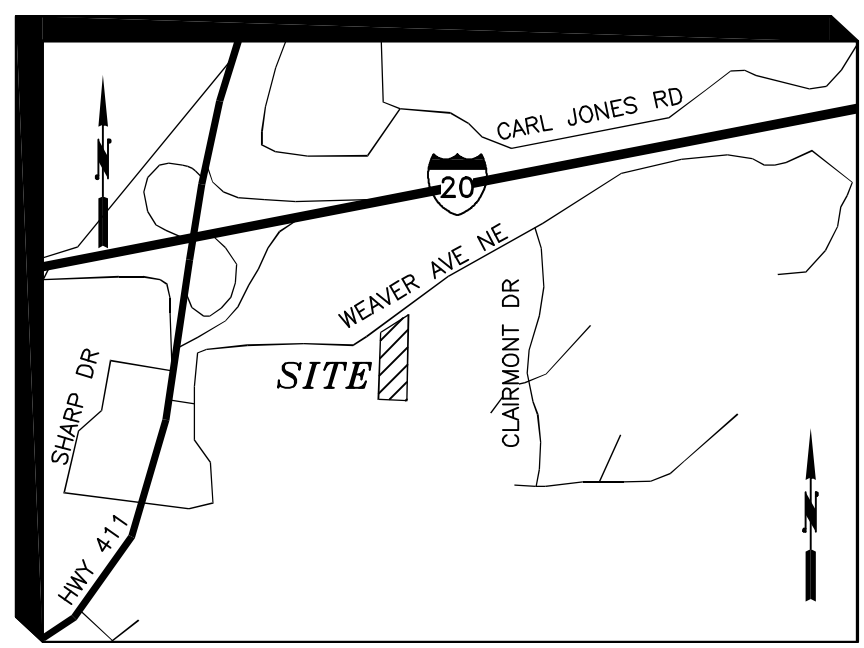 CARL JONES RD
N
20
WEAVER AVE NE
CLAIRMONT DR
SITE
SHARP DR
N
HWY 411